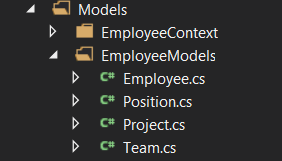 Models
EmployeeContext
EmployeeModels
C# Employee.cs
C# Position.cs
C# Project.cs
C# Team.cs